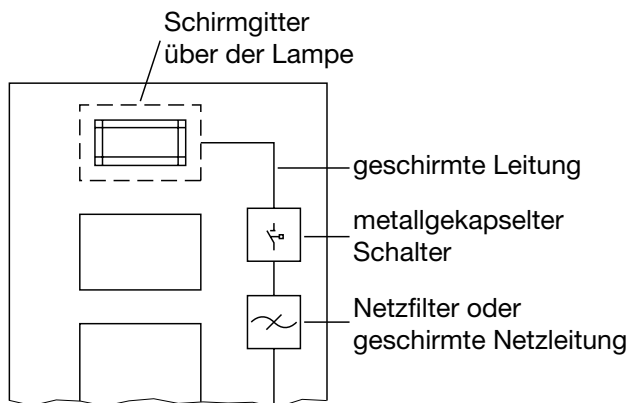 Schirmgitter
über der Lampe
geschirmte Leitung
metallgekapselter
Schalter
Netzfilter oder
geschirmte Netzleitung